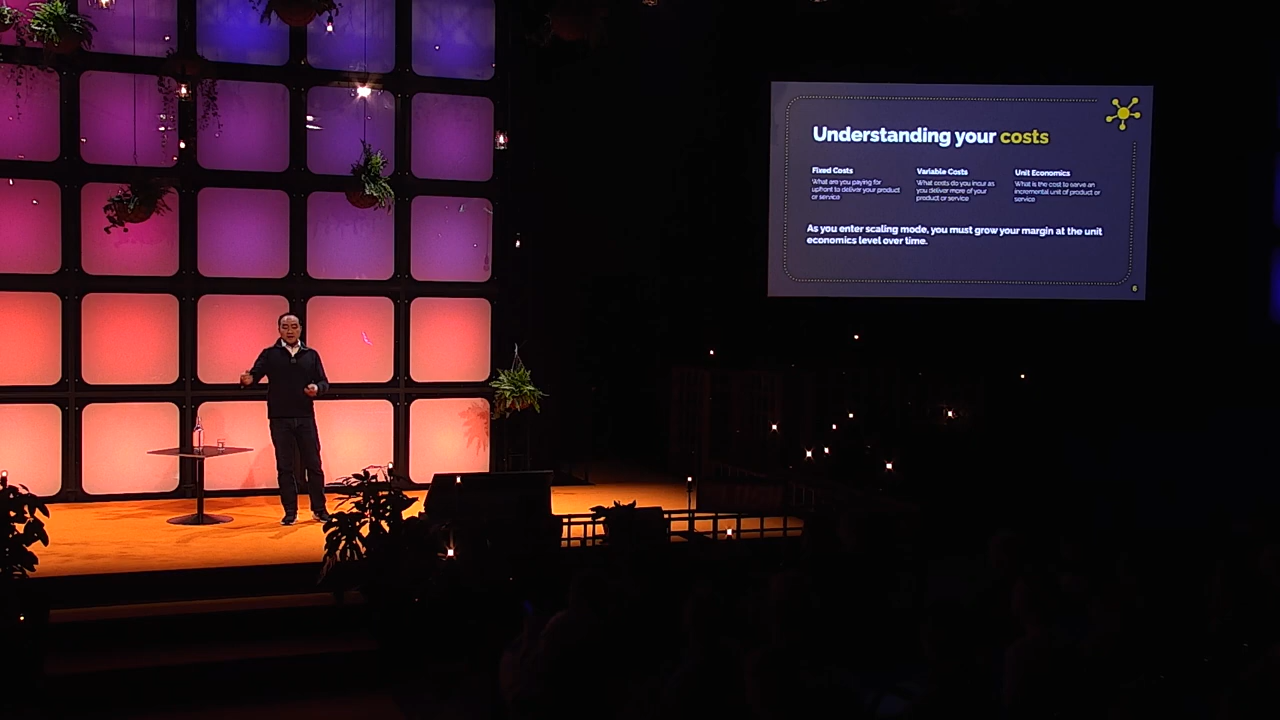 Understanding your costs
Fixed Costs
What are you paying for
upfront to deliver your product
or service
Variable Costs
What costs do you incur as
you deliver more of your
product or service
Unit Economics
What is the cost to serve an
incremental unit of product or
service
As you enter scaling mode, you must grow your margin at the unit
economics level over time.
6